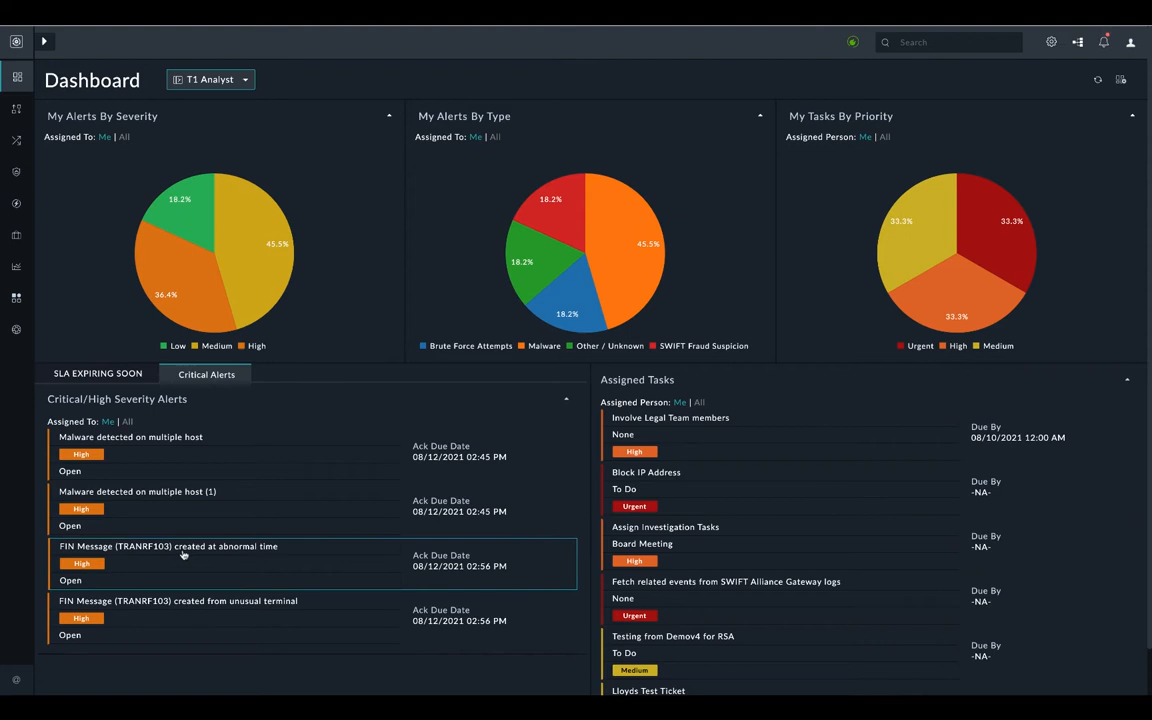 Search
Dashboard
T1 Analyst
My Alerts By Severity
Assigned To: Me | All
18.2%
45.5%
36.4%
Low Medium High
My Alerts By Type
Assigned To: Me | All
18.2%
45.5%
18.2%
18.2%
Brute Force Attempts Malware Other / Unknown SWIFT Fraud Suspicion
My Tasks By Priority
Assigned Person: Me | All
33.3%
33.3%
33.3%
Urgent High Medium
SLA EXPIRING SOON Critical Alerts
Critical/High Severity Alerts
Assigned To: Me | All
Malware detected on multiple host
High
Open
Ack Due Date
08/12/2021 02:45 PM
Malware detected on multiple host (1)
High
Open
Ack Due Date
08/12/2021 02:45 PM
FIN Message (TRANRF103) created at abnormal time
High
Open
Ack Due Date
08/12/2021 02:56 PM
FIN Message (TRANRF103) created from unusual terminal
High
Open
Ack Due Date
08/12/2021 02:56 PM
Assigned Tasks
Assigned Person: Me | All
Involve Legal Team members
None
High
Due By
08/10/2021 12:00 AM
Block IP Address
To Do
Urgent
Due By
-NA-
Assign Investigation Tasks
Board Meeting
High
Due By
-NA-
Fetch related events from SWIFT Alliance Gateway logs
None
Urgent
Due By
-NA-
Testing from Demov4 for RSA
To Do
Medium
Due By
-NA-
Lloyds Test Ticket